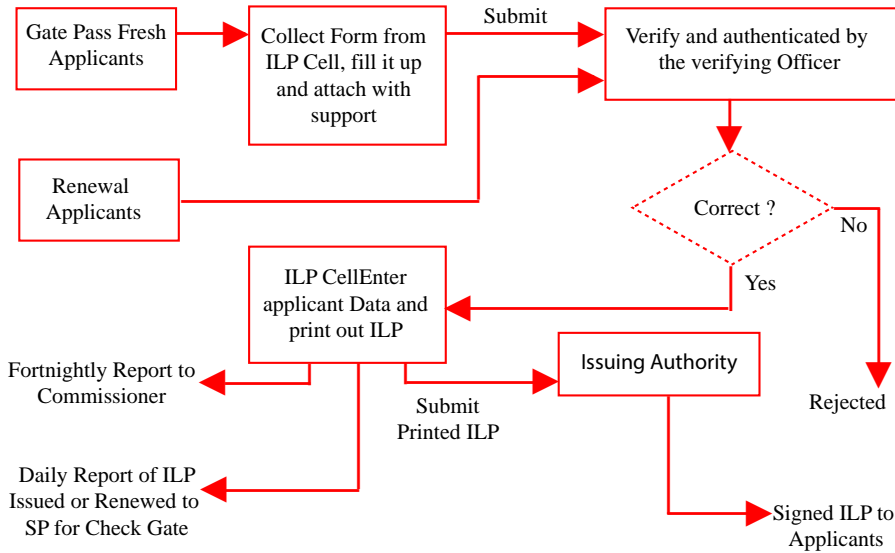 Gate Pass Fresh
Applicants
Collect Form from
ILP Cell, fill it up
and attach with
support
Submit
Verify and authenticated by
the verifying Officer
Renewal
Applicants
Correct ?
No
Yes
ILP CellEnter
applicant Data and
print out ILP
Issuing Authority
Fortnightly Report to
Commissioner
Submit
Printed ILP
Rejected
Daily Report of ILP
Issued or Renewed to
SP for Check Gate
Signed ILP to
Applicants